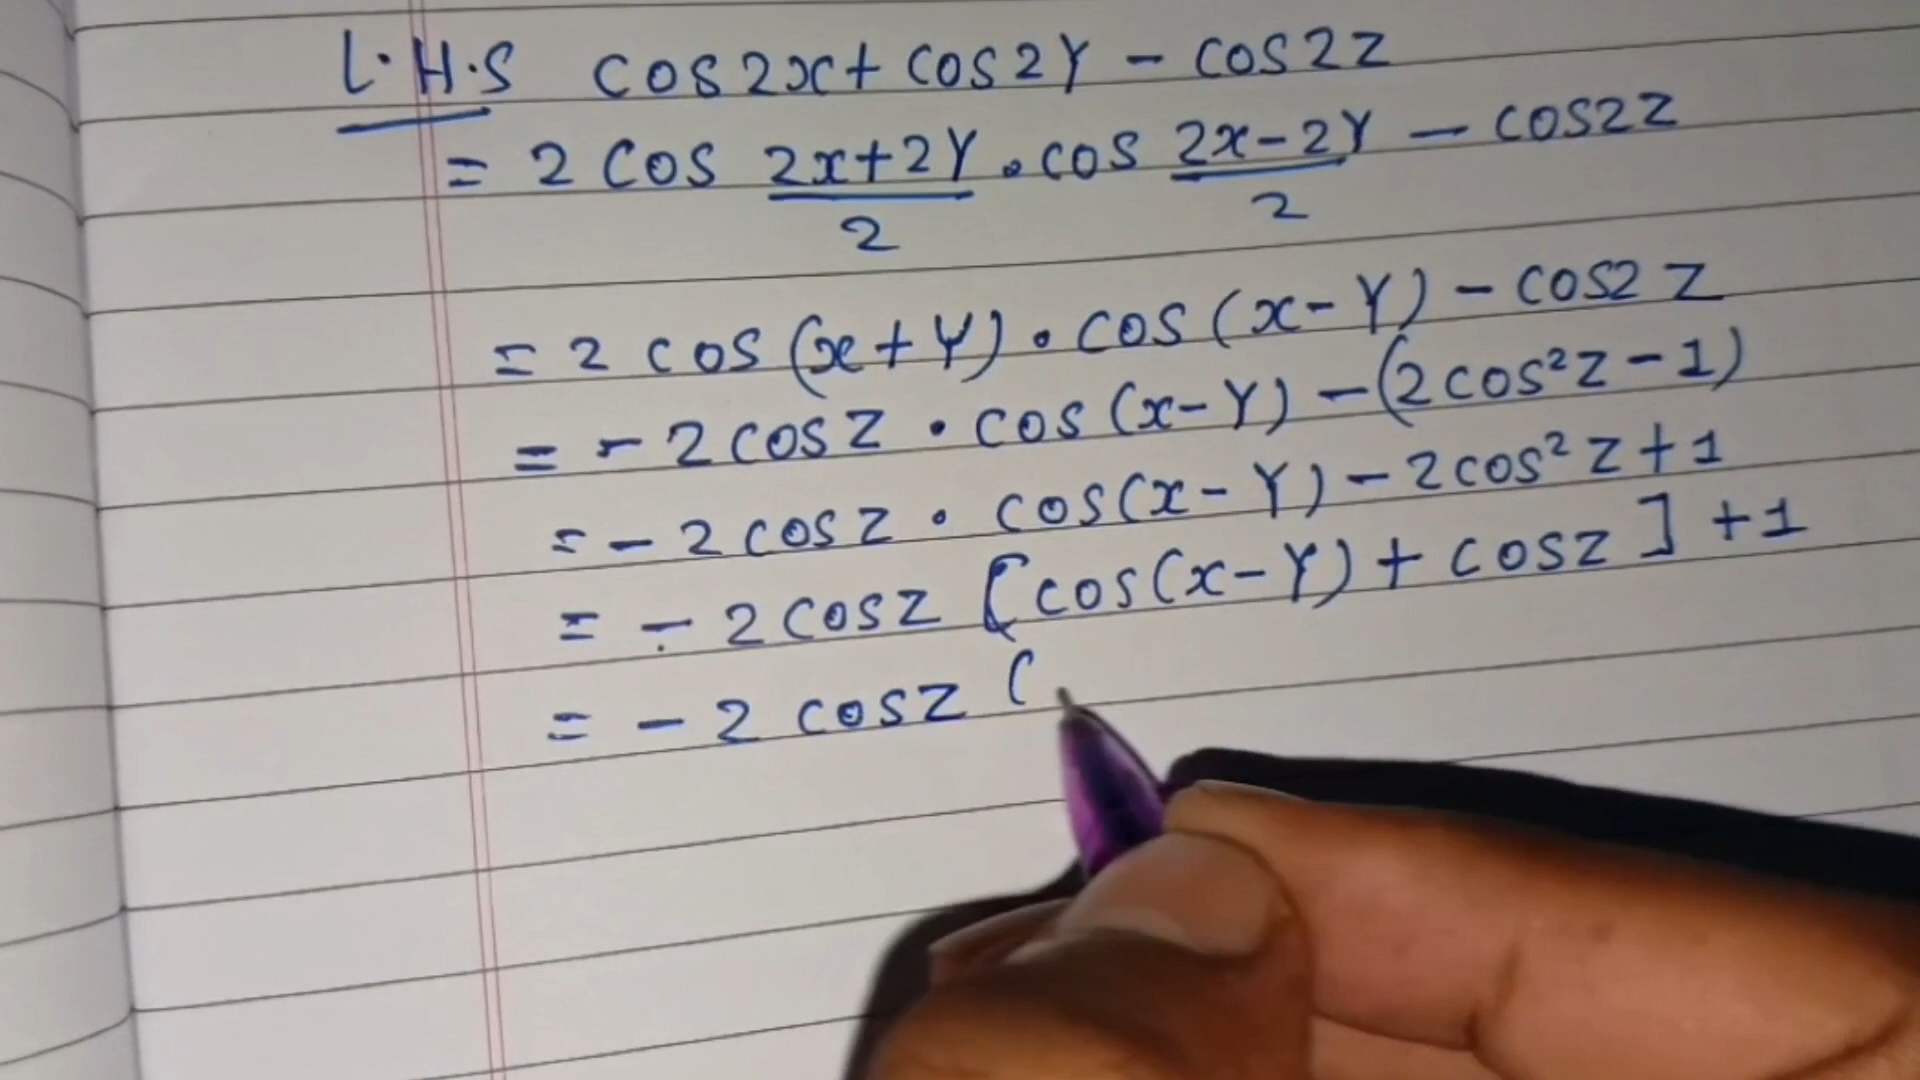 L.H.S cos2x + cos2Y - cos2Z
= 2 cos 2x+2Y/2 . cos 2x-2Y/2 - cos2Z
= 2 cos (x+Y) . cos (x-Y) - cos2Z
= - 2 cosZ . cos (x-Y) - (2cos²Z - 1)
= - 2 cosZ . cos(x-Y) - 2cos²Z + 1
= - 2 cosZ [cos(x-Y) + cosZ] + 1
= - 2 cosZ (